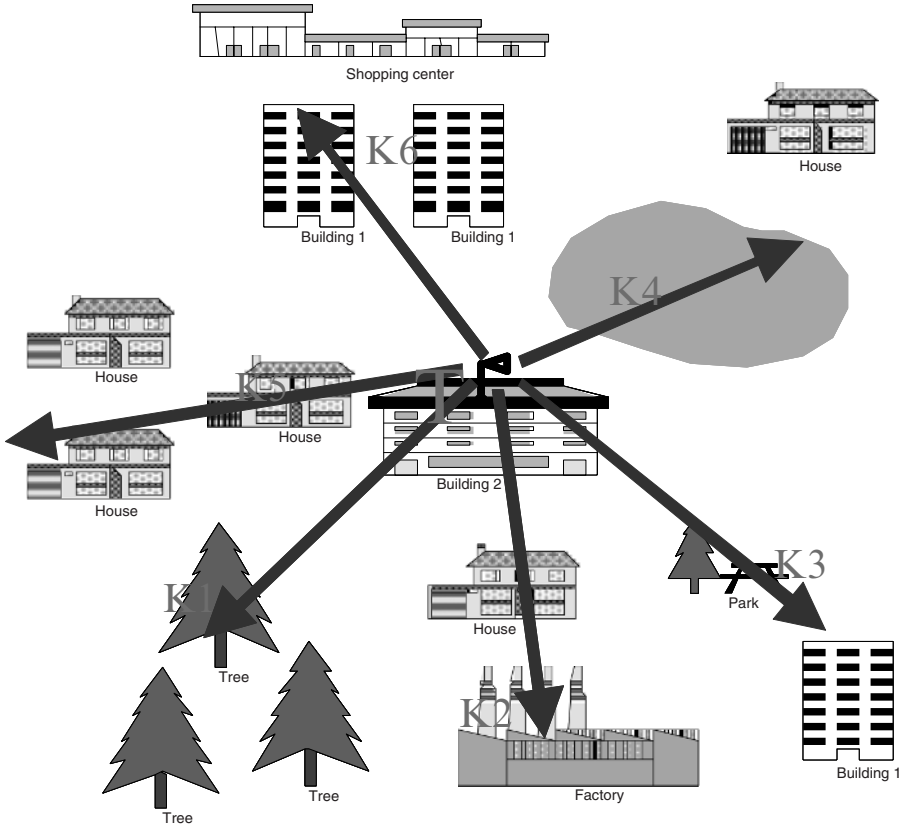 Shopping center
House
K6
Building 1
Building 1
K4
House
K5
T
House
House
Building 2
K1
K3
Park
House
Tree
K2
Building 1
Factory
Tree
Tree